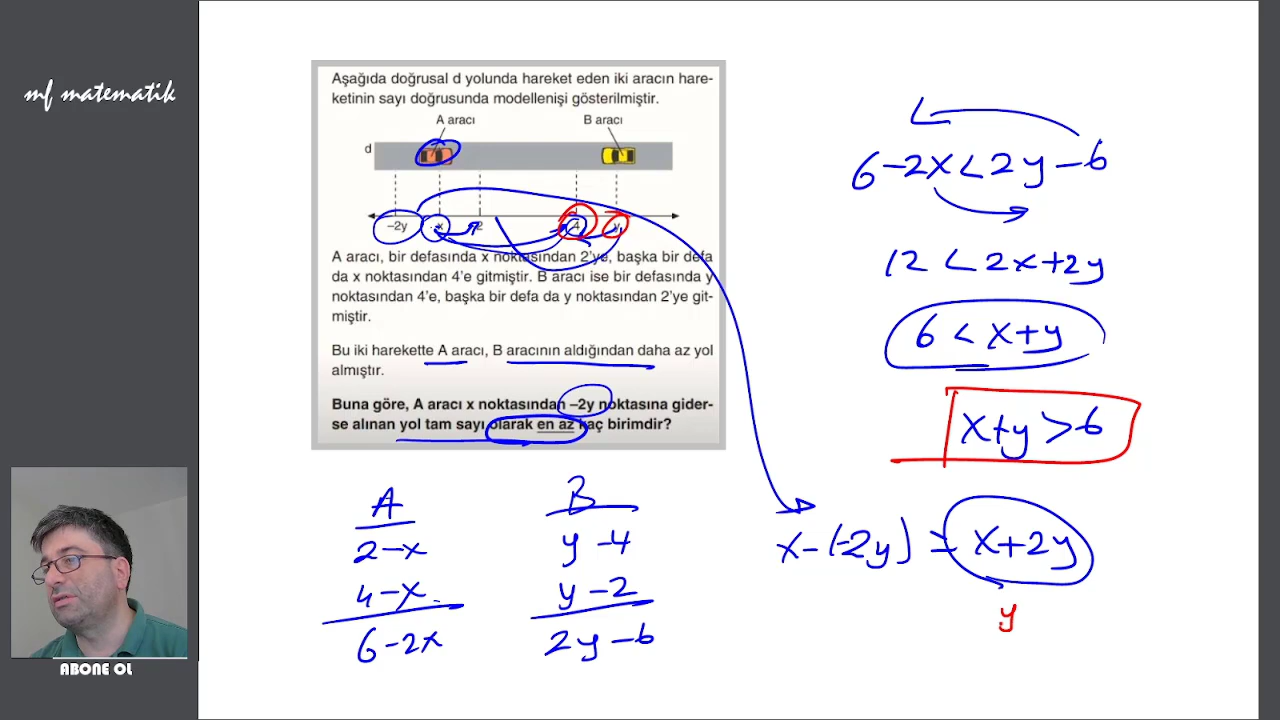 mf matematik
Aşağıda doğrusal d yolunda hareket eden iki aracın hare-
ketinin sayı doğrusunda modellenişi gösterilmiştir.
A aracı
B aracı
d
-2y x 2 4 y
A aracı, bir defasında x noktasından 2'ye, başka bir defa
da x noktasından 4'e gitmiştir. B aracı ise bir defasında y
noktasından 4'e, başka bir defa da y noktasından 2'ye git-
miştir.
Bu iki harekette A aracı, B aracının aldığından daha az yol
almıştır.
Buna göre, A aracı x noktasından -2y noktasına gider-
se alınan yol tam sayı olarak en az kaç birimdir?
A
2-x
4-x
6-2x
B
y-4
y-2
2y-6
6-2x<2y-6
12<2x+2y
6<x+y
x+y>6
x-(-2y)=x+2y
y
ABONE OL